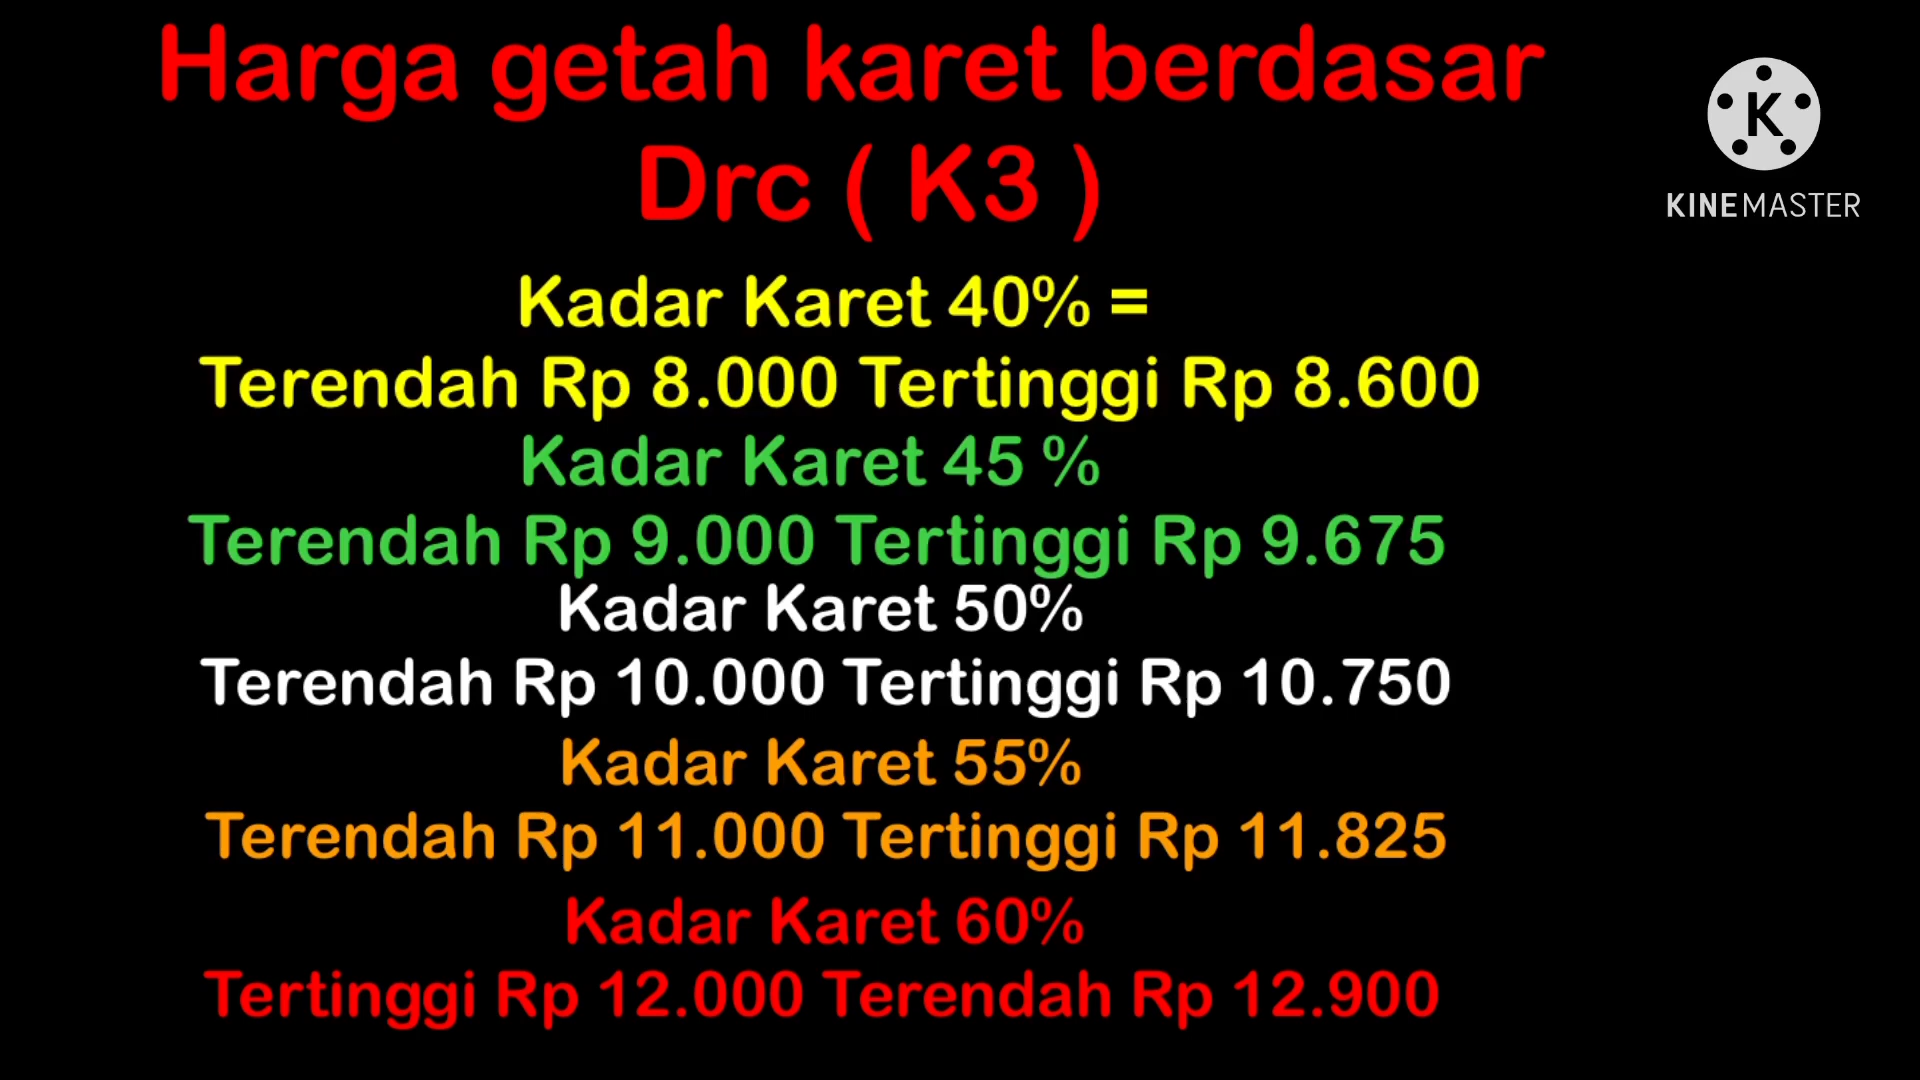 Harga getah karet berdasar
Drc ( K3 )
K
KINEMASTER
Kadar Karet 40% =
Terendah Rp 8.000 Tertinggi Rp 8.600
Kadar Karet 45 %
Terendah Rp 9.000 Tertinggi Rp 9.675
Kadar Karet 50%
Terendah Rp 10.000 Tertinggi Rp 10.750
Kadar Karet 55%
Terendah Rp 11.000 Tertinggi Rp 11.825
Kadar Karet 60%
Tertinggi Rp 12.000 Terendah Rp 12.900